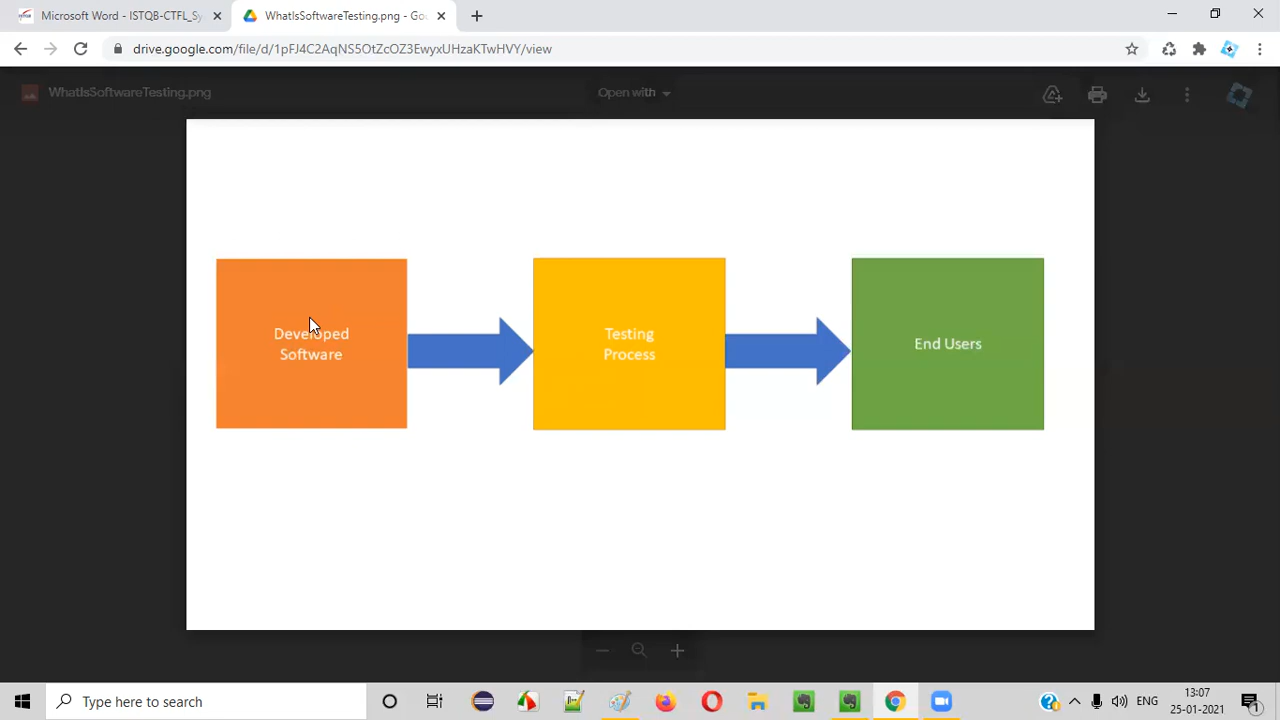 Microsoft Word - ISTQB-CTFL_Sy
WhatIsSoftwareTesting.png - Goo
drive.google.com/file/d/1pFJ4C2AqNS5OtZcOZ3EwyxUHzaKTwHVY/view
WhatIsSoftwareTesting.png
Open with
Developed
Software
Testing
Process
End Users
Type here to search
ENG
13:07
25-01-2021